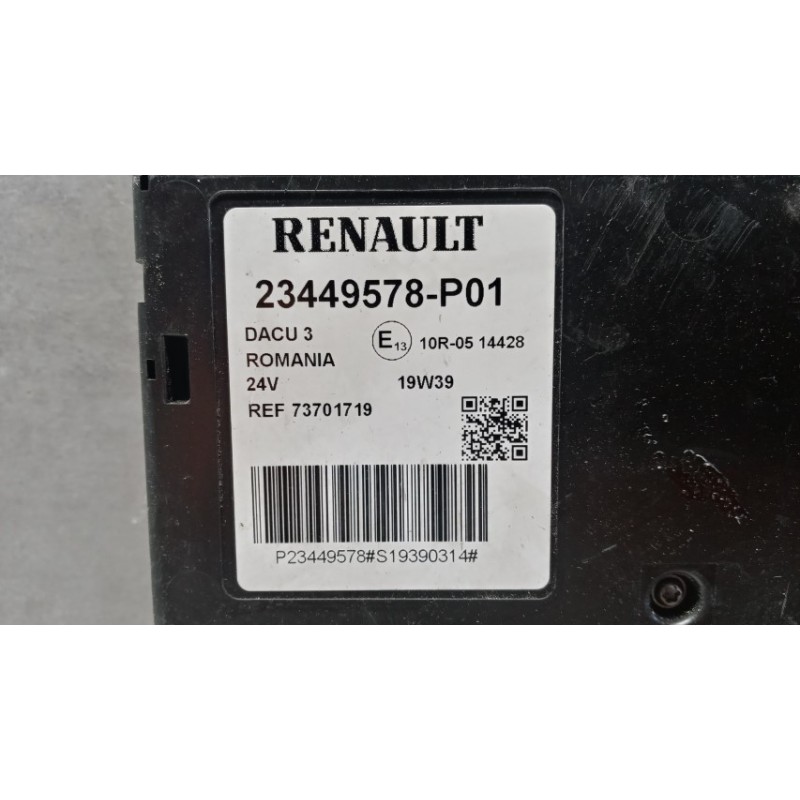 RENAULT
23449578-P01
DACU 3 E13 10R-05 14428
ROMANIA
24V 19W39
REF 73701719
P23449578#S19390314#